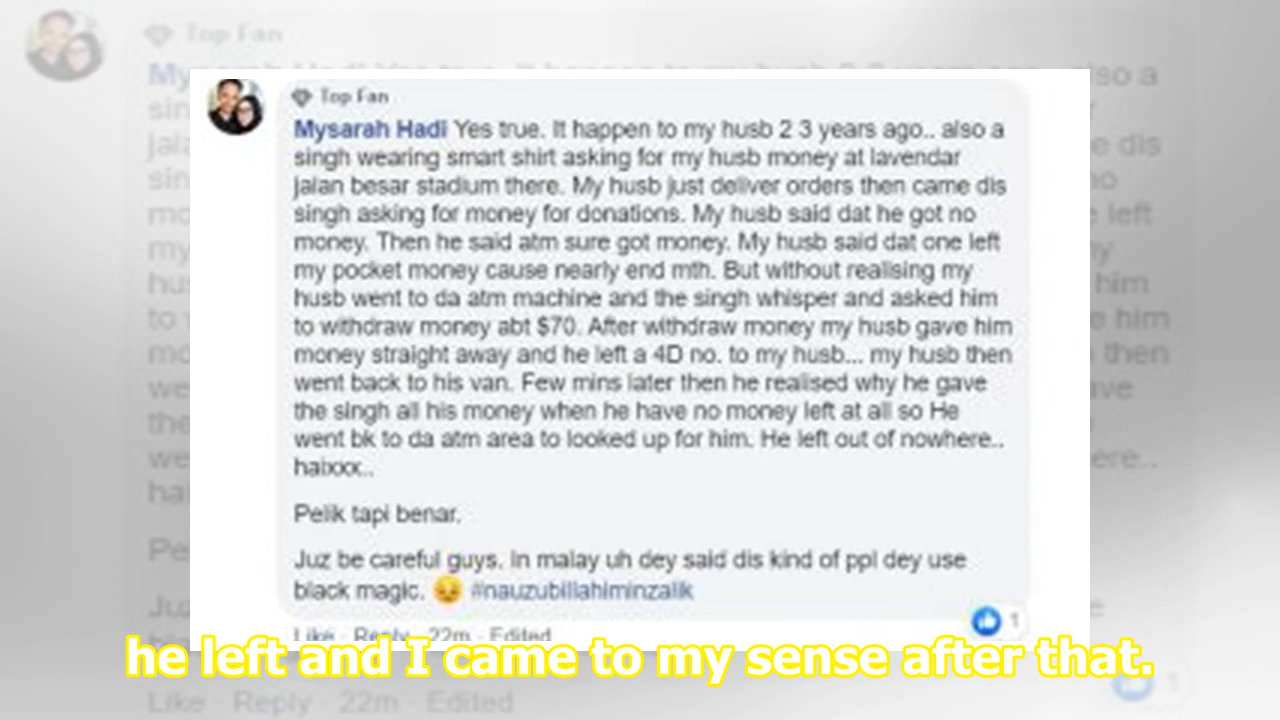 Top Fan
Mysarah Hadi Yes true. It happen to my husb 2 3 years ago.. also a
singh wearing smart shirt asking for my husb money at lavendar
jalan besar stadium there. My husb just deliver orders then came dis
singh asking for money for donations. My husb said dat he got no
money. Then he said atm sure got money. My husb said dat one left
my pocket money cause nearly end mth. But without realising my
husb went to da atm machine and the singh whisper and asked him
to withdraw money abt $70. After withdraw money my husb gave him
money straight away and he left a 4D no. to my husb... my husb then
went back to his van. Few mins later then he realised why he gave
the singh all his money when he have no money left at all so He
went bk to da atm area to looked up for him. He left out of nowhere..
haixxx..
Pelik tapi benar.
Juz be careful guys. In malay uh dey said dis kind of ppl dey use
black magic. #nauzubillahiminzalik
1
Like · Reply · 22m · Edited
he left and I came to my sense after that.
Like · Reply · 22m · Edited